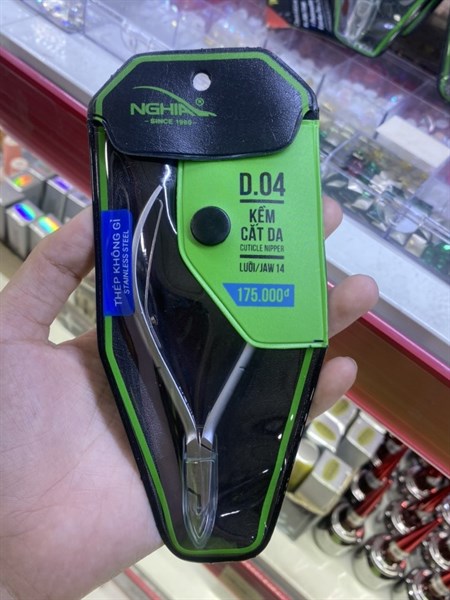 NGHIA®
- SINCE 1990 -
D.04
KỀM
CẮT DA
CUTICLE NIPPER
LƯỠI/JAW 14
175.000đ
THÉP KHÔNG GỈ
STAINLESS STEEL